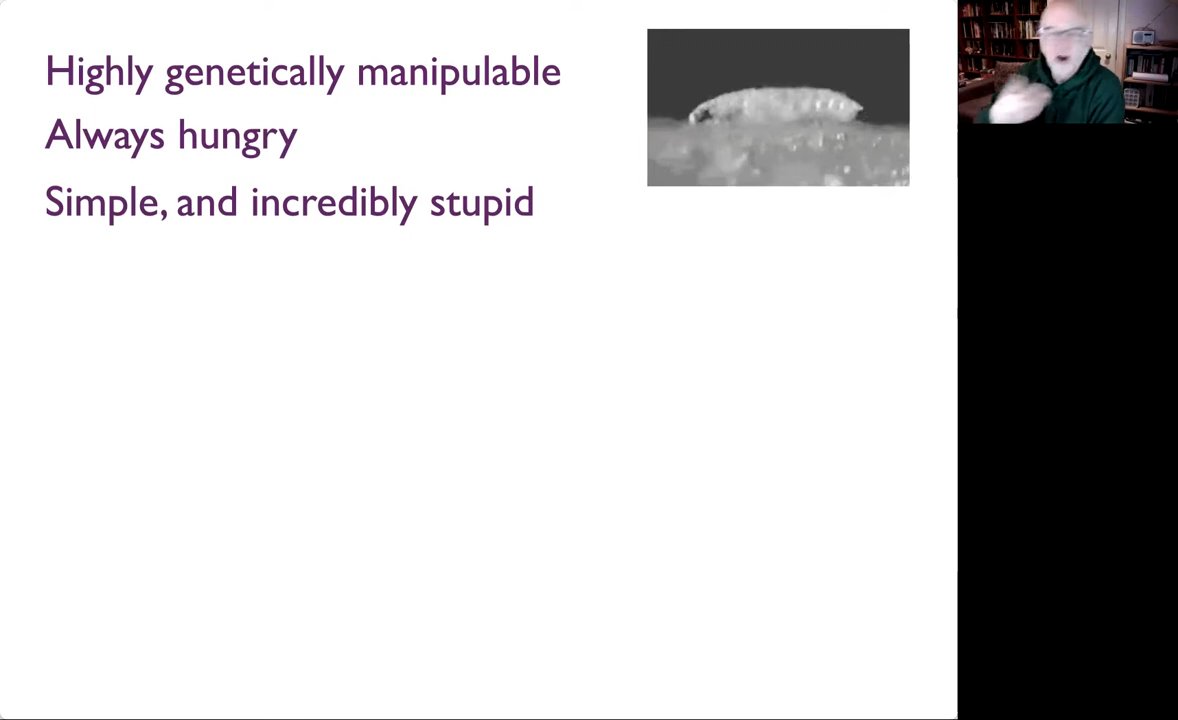 Highly genetically manipulable
Always hungry
Simple, and incredibly stupid